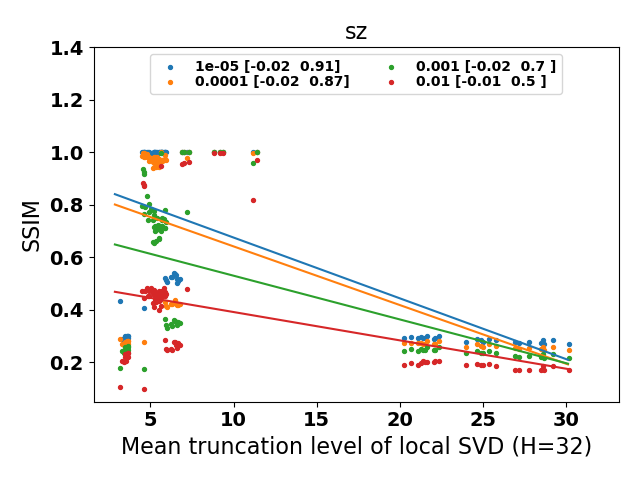 sz
1.4
1.2
1.0
0.8
0.6
0.4
0.2
SSIM
1e-05 [-0.02  0.91]
0.0001 [-0.02  0.87]
0.001 [-0.02  0.7 ]
0.01 [-0.01  0.5 ]
5 10 15 20 25 30
Mean truncation level of local SVD (H=32)